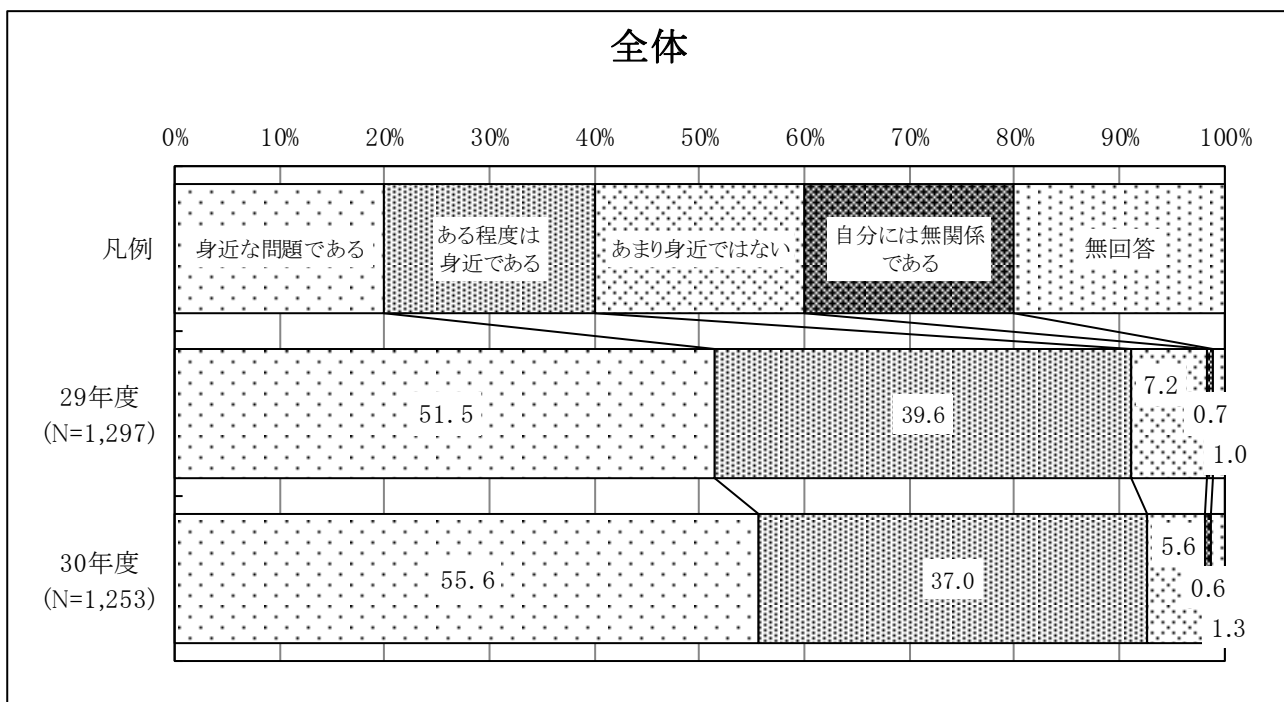 全体
0% 10% 20% 30% 40% 50% 60% 70% 80% 90% 100%
凡例
身近な問題である
ある程度は
身近である
あまり身近ではない
自分には無関係
である
無回答
29年度
(N=1,297)
51.5
39.6
7.2
0.7
1.0
30年度
(N=1,253)
55.6
37.0
5.6
0.6
1.3